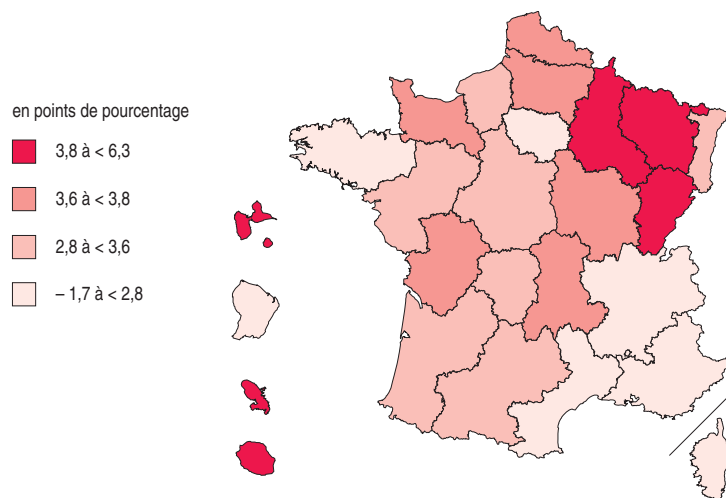 en points de pourcentage
3,8 à < 6,3
3,6 à < 3,8
2,8 à < 3,6
– 1,7 à < 2,8